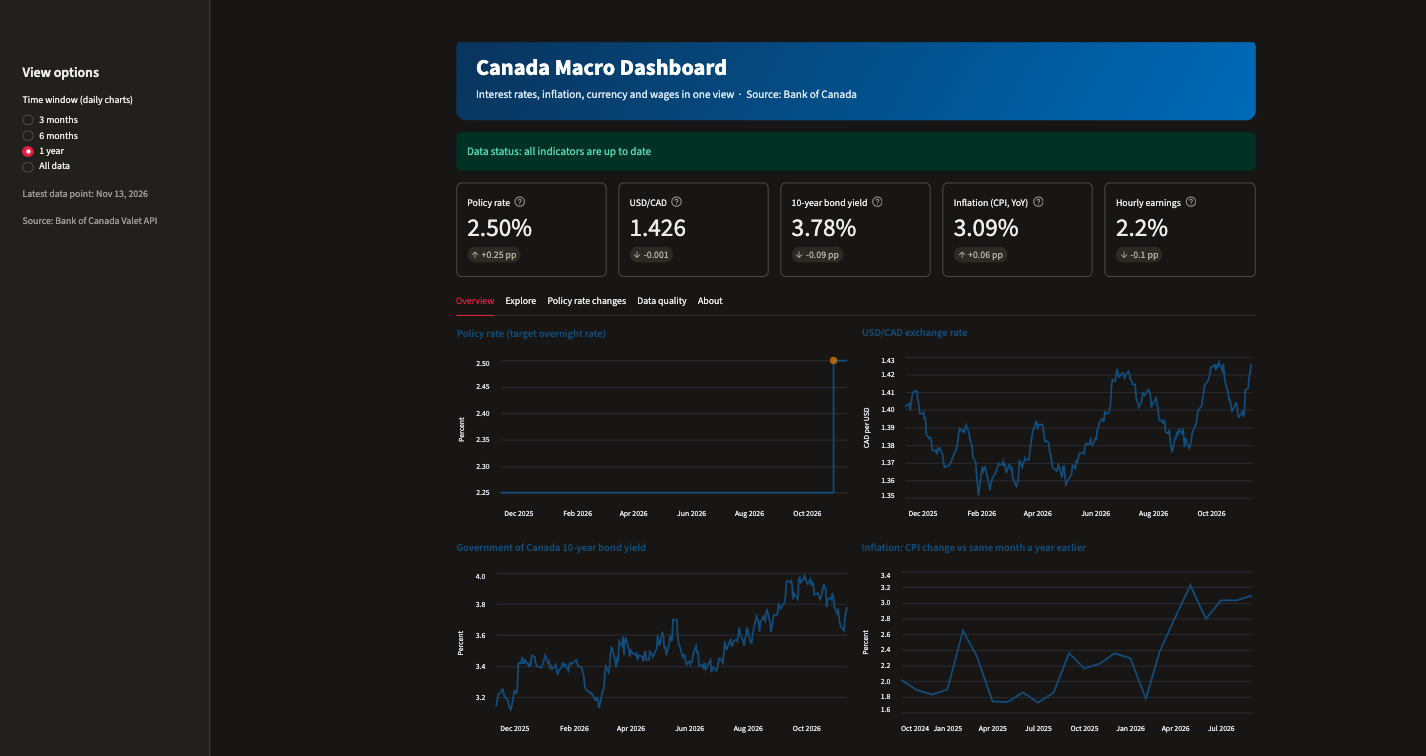 View options
Time window (daily charts)
3 months
6 months
1 year
All data
Latest data point: Nov 13, 2026
Source: Bank of Canada Valet API
Canada Macro Dashboard
Interest rates, inflation, currency and wages in one view · Source: Bank of Canada
Data status: all indicators are up to date
Policy rate
2.50%
↑ +0.25 pp
USD/CAD
1.426
↓ -0.001
10-year bond yield
3.78%
↓ -0.09 pp
Inflation (CPI, YoY)
3.09%
↑ +0.06 pp
Hourly earnings
2.2%
↓ -0.1 pp
Overview Explore Policy rate changes Data quality About
Policy rate (target overnight rate)
Percent
2.50
2.45
2.40
2.35
2.30
2.25
Dec 2025 Feb 2026 Apr 2026 Jun 2026 Aug 2026 Oct 2026
USD/CAD exchange rate
CAD per USD
1.43
1.42
1.41
1.40
1.39
1.38
1.37
1.36
1.35
Dec 2025 Feb 2026 Apr 2026 Jun 2026 Aug 2026 Oct 2026
Government of Canada 10-year bond yield
Percent
4.0
3.8
3.6
3.4
3.2
Dec 2025 Feb 2026 Apr 2026 Jun 2026 Aug 2026 Oct 2026
Inflation: CPI change vs same month a year earlier
Percent
3.4
3.2
3.0
2.8
2.6
2.4
2.2
2.0
1.8
1.6
Oct 2024 Jan 2025 Apr 2025 Jul 2025 Oct 2025 Jan 2026 Apr 2026 Jul 2026